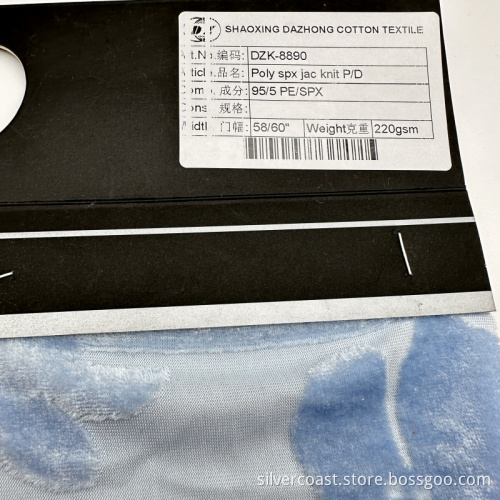 SHAOXING DAZHONG COTTON TEXTILE
rt.No.编码: DZK-8890
rticle.品名: Poly spx jac knit P/D
omp. 成分: 95/5 PE/SPX
ons 规格:
Width 门幅: 58/60" Weight克重 220gsm
silvercoast.store.bossgoo.com